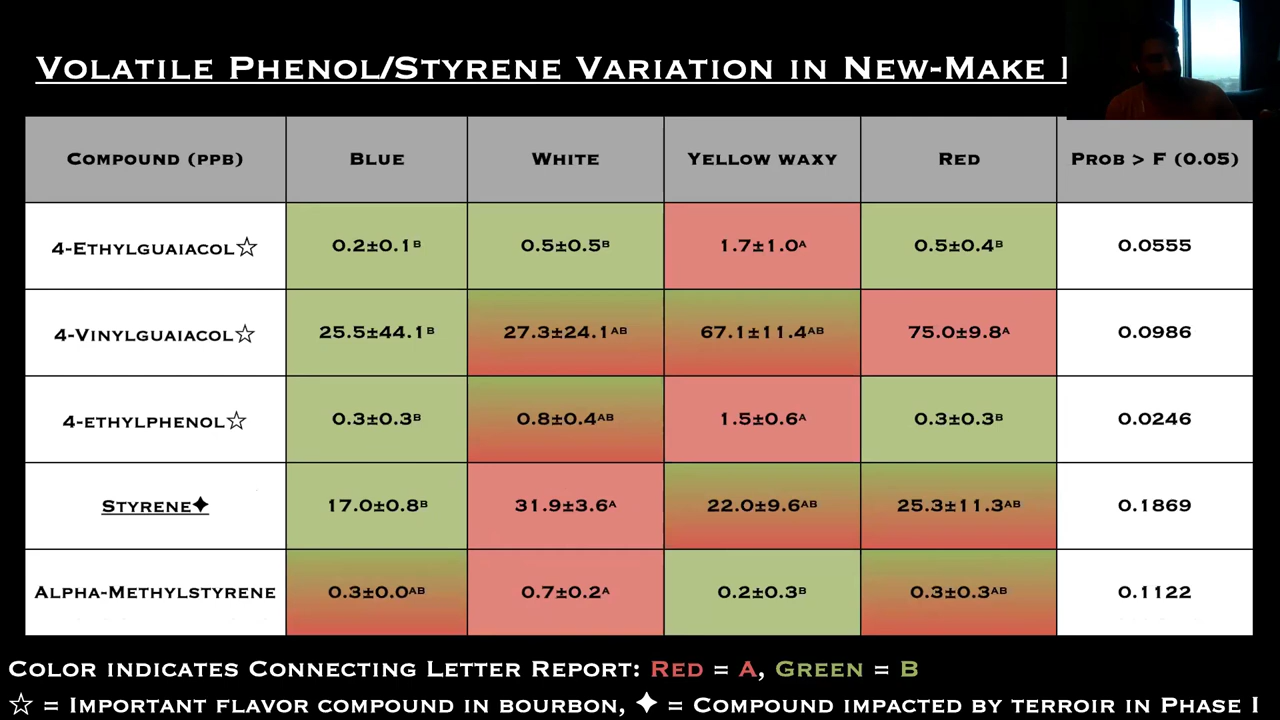 Volatile Phenol/Styrene Variation in New-Make
Compound (ppb) Blue White Yellow waxy Red Prob > F (0.05)
4-Ethylguaiacol☆ 0.2±0.1ᴮ 0.5±0.5ᴮ 1.7±1.0ᴬ 0.5±0.4ᴮ 0.0555
4-Vinylguaiacol☆ 25.5±44.1ᴮ 27.3±24.1ᴬᴮ 67.1±11.4ᴬᴮ 75.0±9.8ᴬ 0.0986
4-ethylphenol☆ 0.3±0.3ᴮ 0.8±0.4ᴬᴮ 1.5±0.6ᴬ 0.3±0.3ᴮ 0.0246
Styrene✦ 17.0±0.8ᴮ 31.9±3.6ᴬ 22.0±9.6ᴬᴮ 25.3±11.3ᴬᴮ 0.1869
Alpha-Methylstyrene 0.3±0.0ᴬᴮ 0.7±0.2ᴬ 0.2±0.3ᴮ 0.3±0.3ᴬᴮ 0.1122
Color indicates Connecting Letter Report: Red = A, Green = B
☆ = Important flavor compound in bourbon, ✦ = Compound impacted by terroir in Phase I